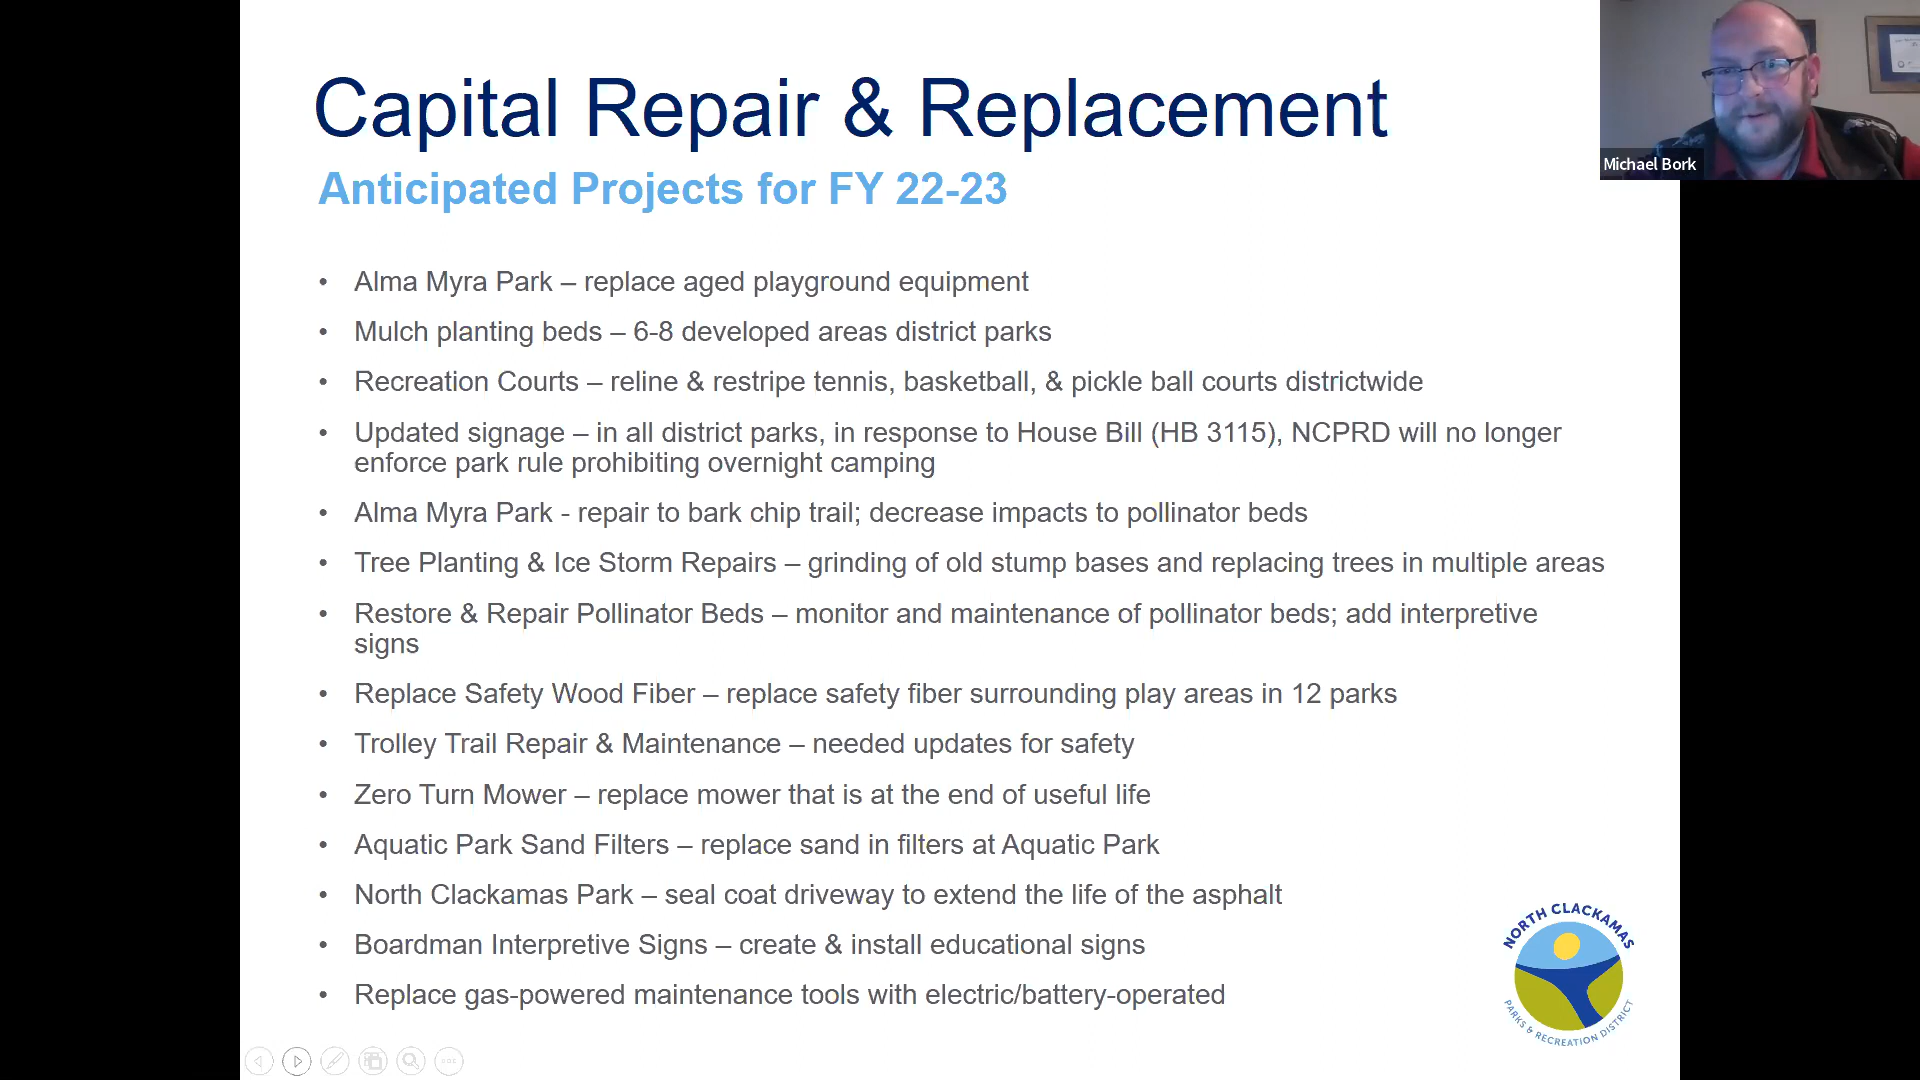 Capital Repair & Replacement
Anticipated Projects for FY 22-23
Michael Bork
• Alma Myra Park – replace aged playground equipment
• Mulch planting beds – 6-8 developed areas district parks
• Recreation Courts – reline & restripe tennis, basketball, & pickle ball courts districtwide
• Updated signage – in all district parks, in response to House Bill (HB 3115), NCPRD will no longer
enforce park rule prohibiting overnight camping
• Alma Myra Park - repair to bark chip trail; decrease impacts to pollinator beds
• Tree Planting & Ice Storm Repairs – grinding of old stump bases and replacing trees in multiple areas
• Restore & Repair Pollinator Beds – monitor and maintenance of pollinator beds; add interpretive
signs
• Replace Safety Wood Fiber – replace safety fiber surrounding play areas in 12 parks
• Trolley Trail Repair & Maintenance – needed updates for safety
• Zero Turn Mower – replace mower that is at the end of useful life
• Aquatic Park Sand Filters – replace sand in filters at Aquatic Park
• North Clackamas Park – seal coat driveway to extend the life of the asphalt
• Boardman Interpretive Signs – create & install educational signs
• Replace gas-powered maintenance tools with electric/battery-operated
NORTH CLACKAMAS
PARKS & RECREATION DISTRICT